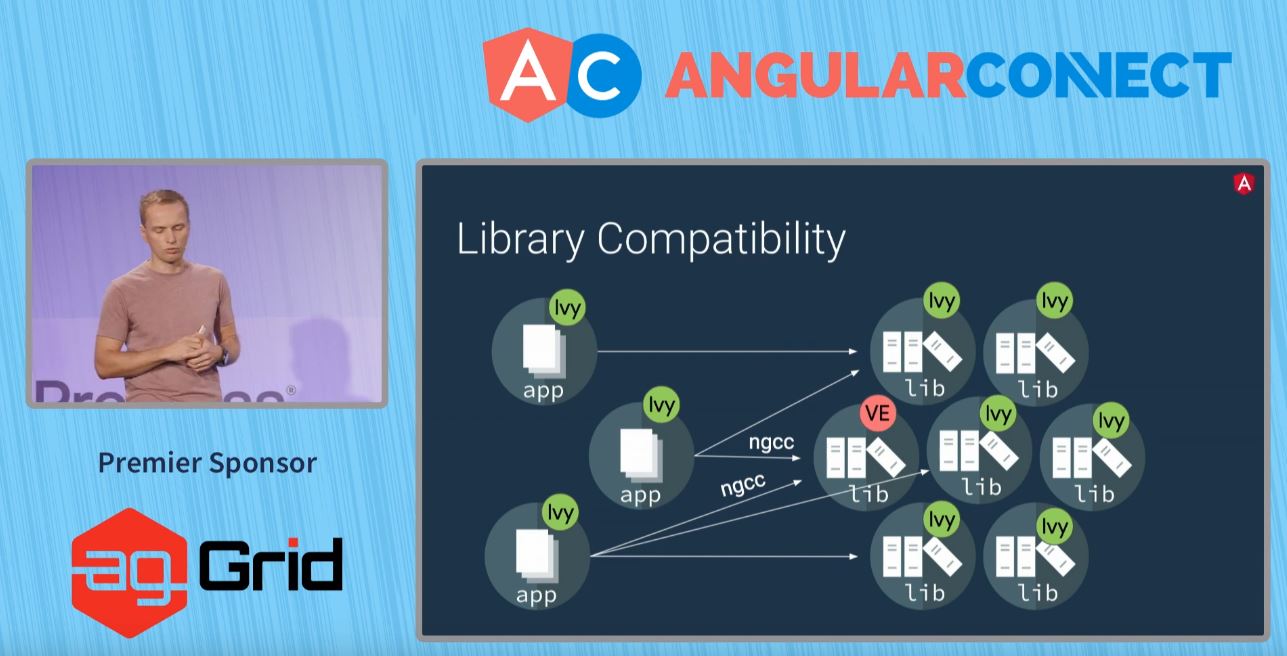 AC ANGULARCONNECT
A
Library Compatibility
Ivy
app
Ivy
lib
Ivy
lib
Ivy
app
ngcc
VE
lib
Ivy
lib
Ivy
lib
ngcc
Ivy
app
Ivy
lib
Ivy
lib
®
Premier Sponsor
ag Grid